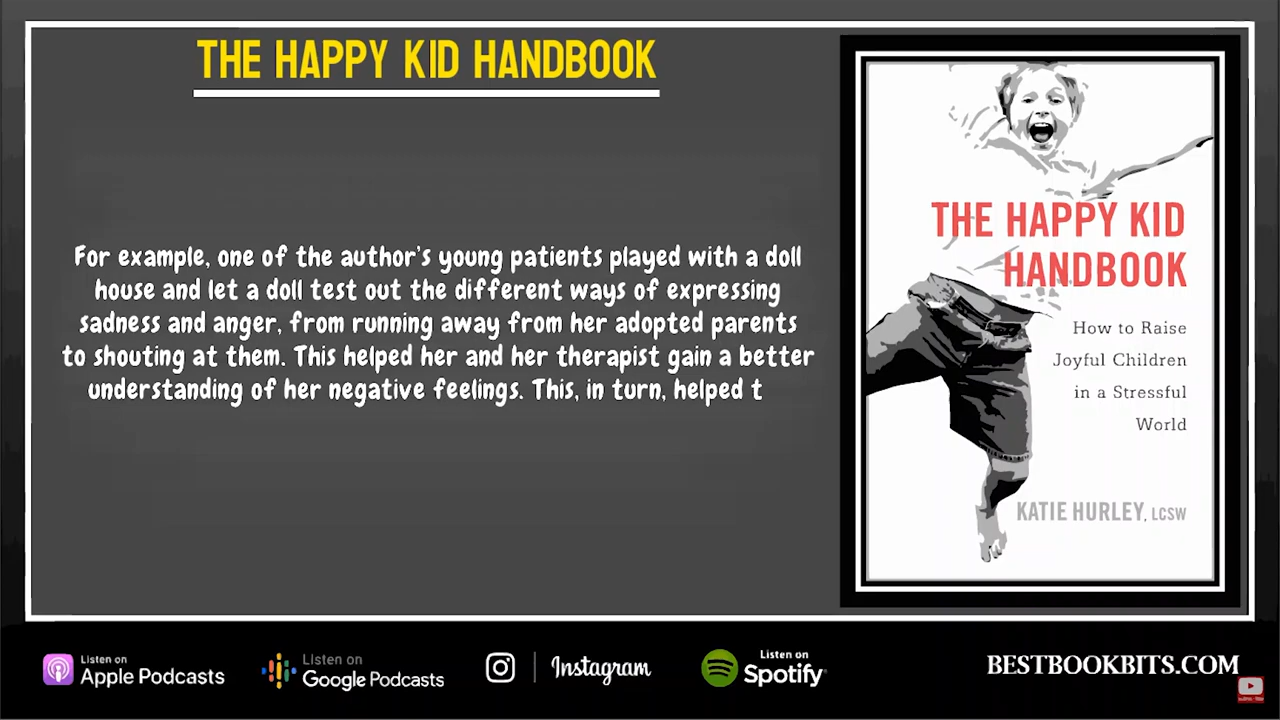 THE HAPPY KID HANDBOOK
For example, one of the author's young patients played with a doll
house and let a doll test out the different ways of expressing
sadness and anger, from running away from her adopted parents
to shouting at them. This helped her and her therapist gain a better
understanding of her negative feelings. This, in turn, helped t
THE HAPPY KID
HANDBOOK
How to Raise
Joyful Children
in a Stressful
World
KATIE HURLEY, LCSW
Listen on
Apple Podcasts
Listen on
Google Podcasts
Instagram
Listen on
Spotify
BESTBOOKBITS.COM